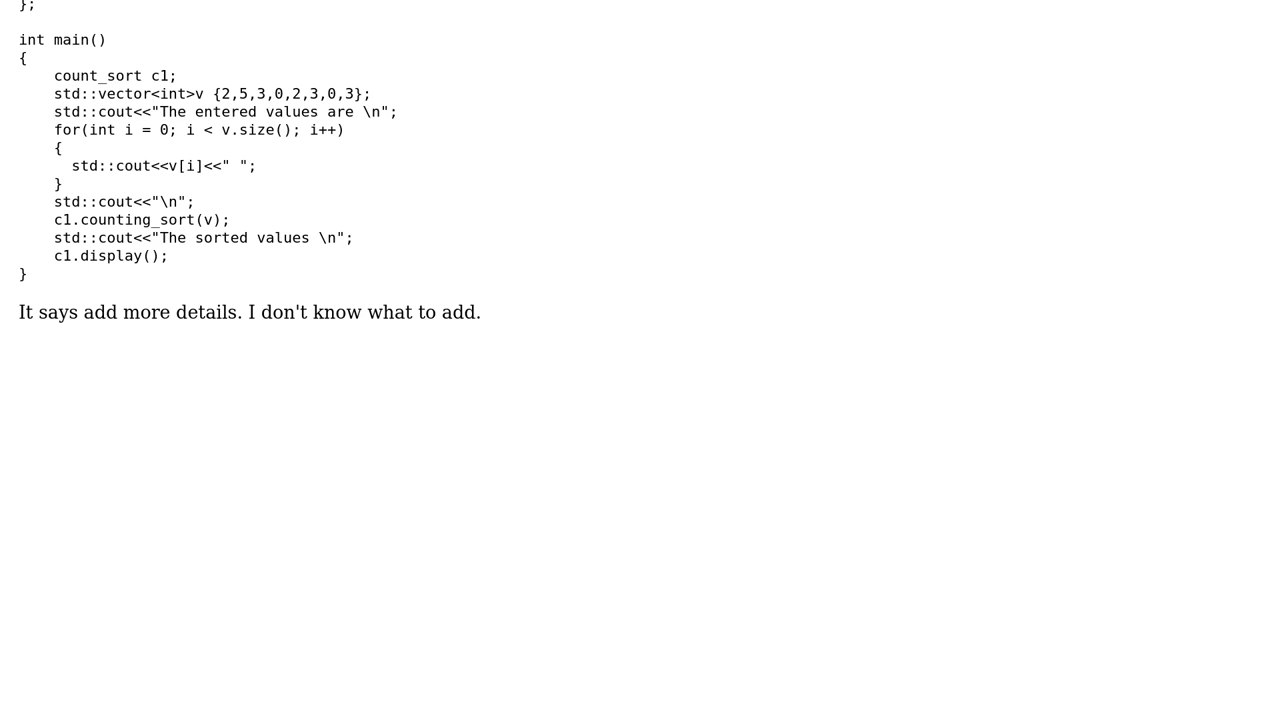 };
int main()
{
    count_sort c1;
    std::vector<int>v {2,5,3,0,2,3,0,3};
    std::cout<<"The entered values are \n";
    for(int i = 0; i < v.size(); i++)
    {
      std::cout<<v[i]<<" ";
    }
    std::cout<<"\n";
    c1.counting_sort(v);
    std::cout<<"The sorted values \n";
    c1.display();
}
It says add more details. I don't know what to add.